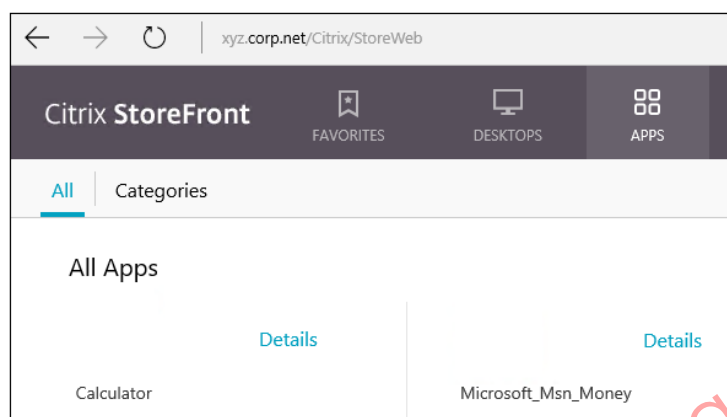 xyz.corp.net/Citrix/StoreWeb
Citrix StoreFront
FAVORITES DESKTOPS APPS
All Categories
All Apps
Details Details
Calculator Microsoft_Msn_Money